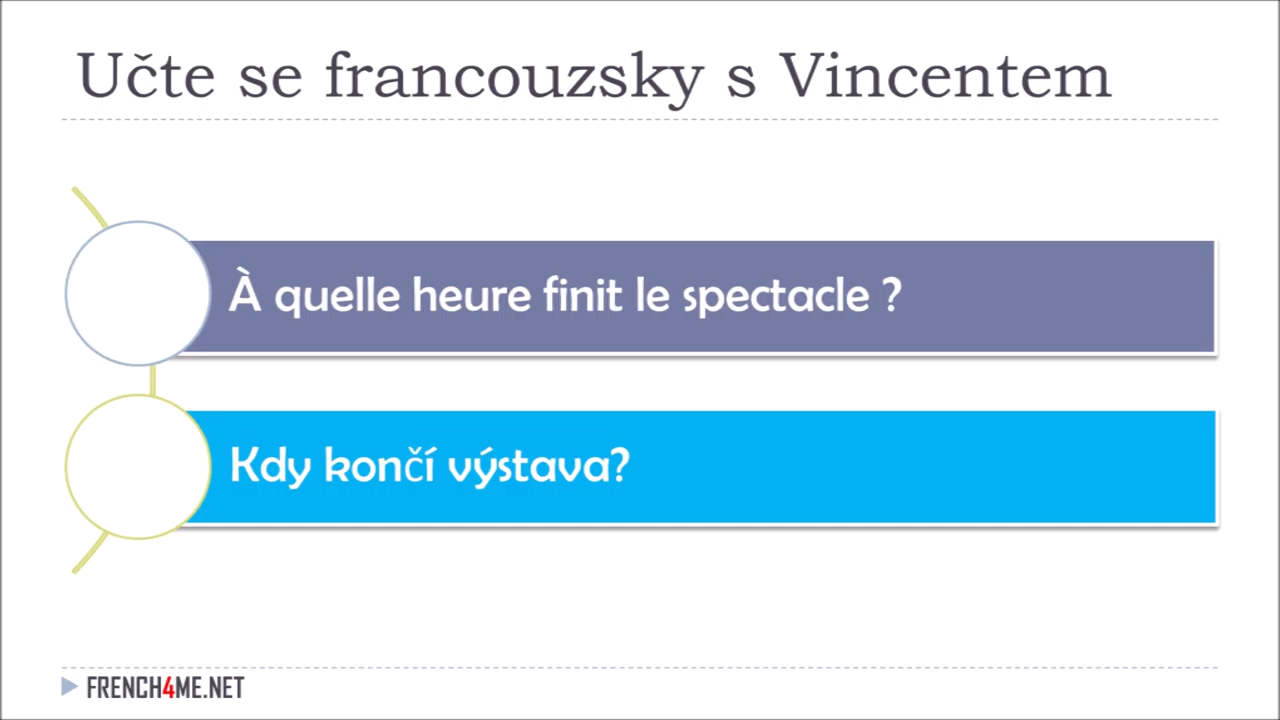 Učte se francouzsky s Vincentem
À quelle heure finit le spectacle ?
Kdy končí výstava?
FRENCH4ME.NET